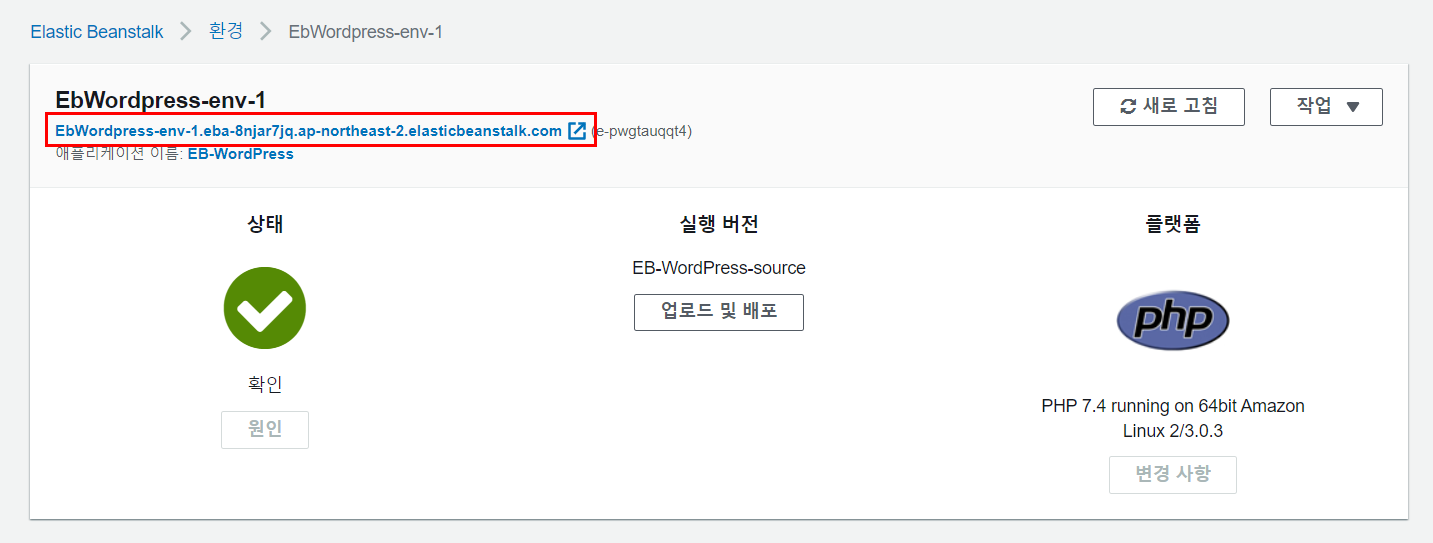 Elastic Beanstalk > 환경 > EbWordpress-env-1
EbWordpress-env-1
새로 고침
작업
EbWordpress-env-1.eba-8njar7jq.ap-northeast-2.elasticbeanstalk.com (e-pwgtauqqt4)
애플리케이션 이름: EB-WordPress
상태
확인
원인
실행 버전
EB-WordPress-source
업로드 및 배포
플랫폼
php
PHP 7.4 running on 64bit Amazon
Linux 2/3.0.3
변경 사항